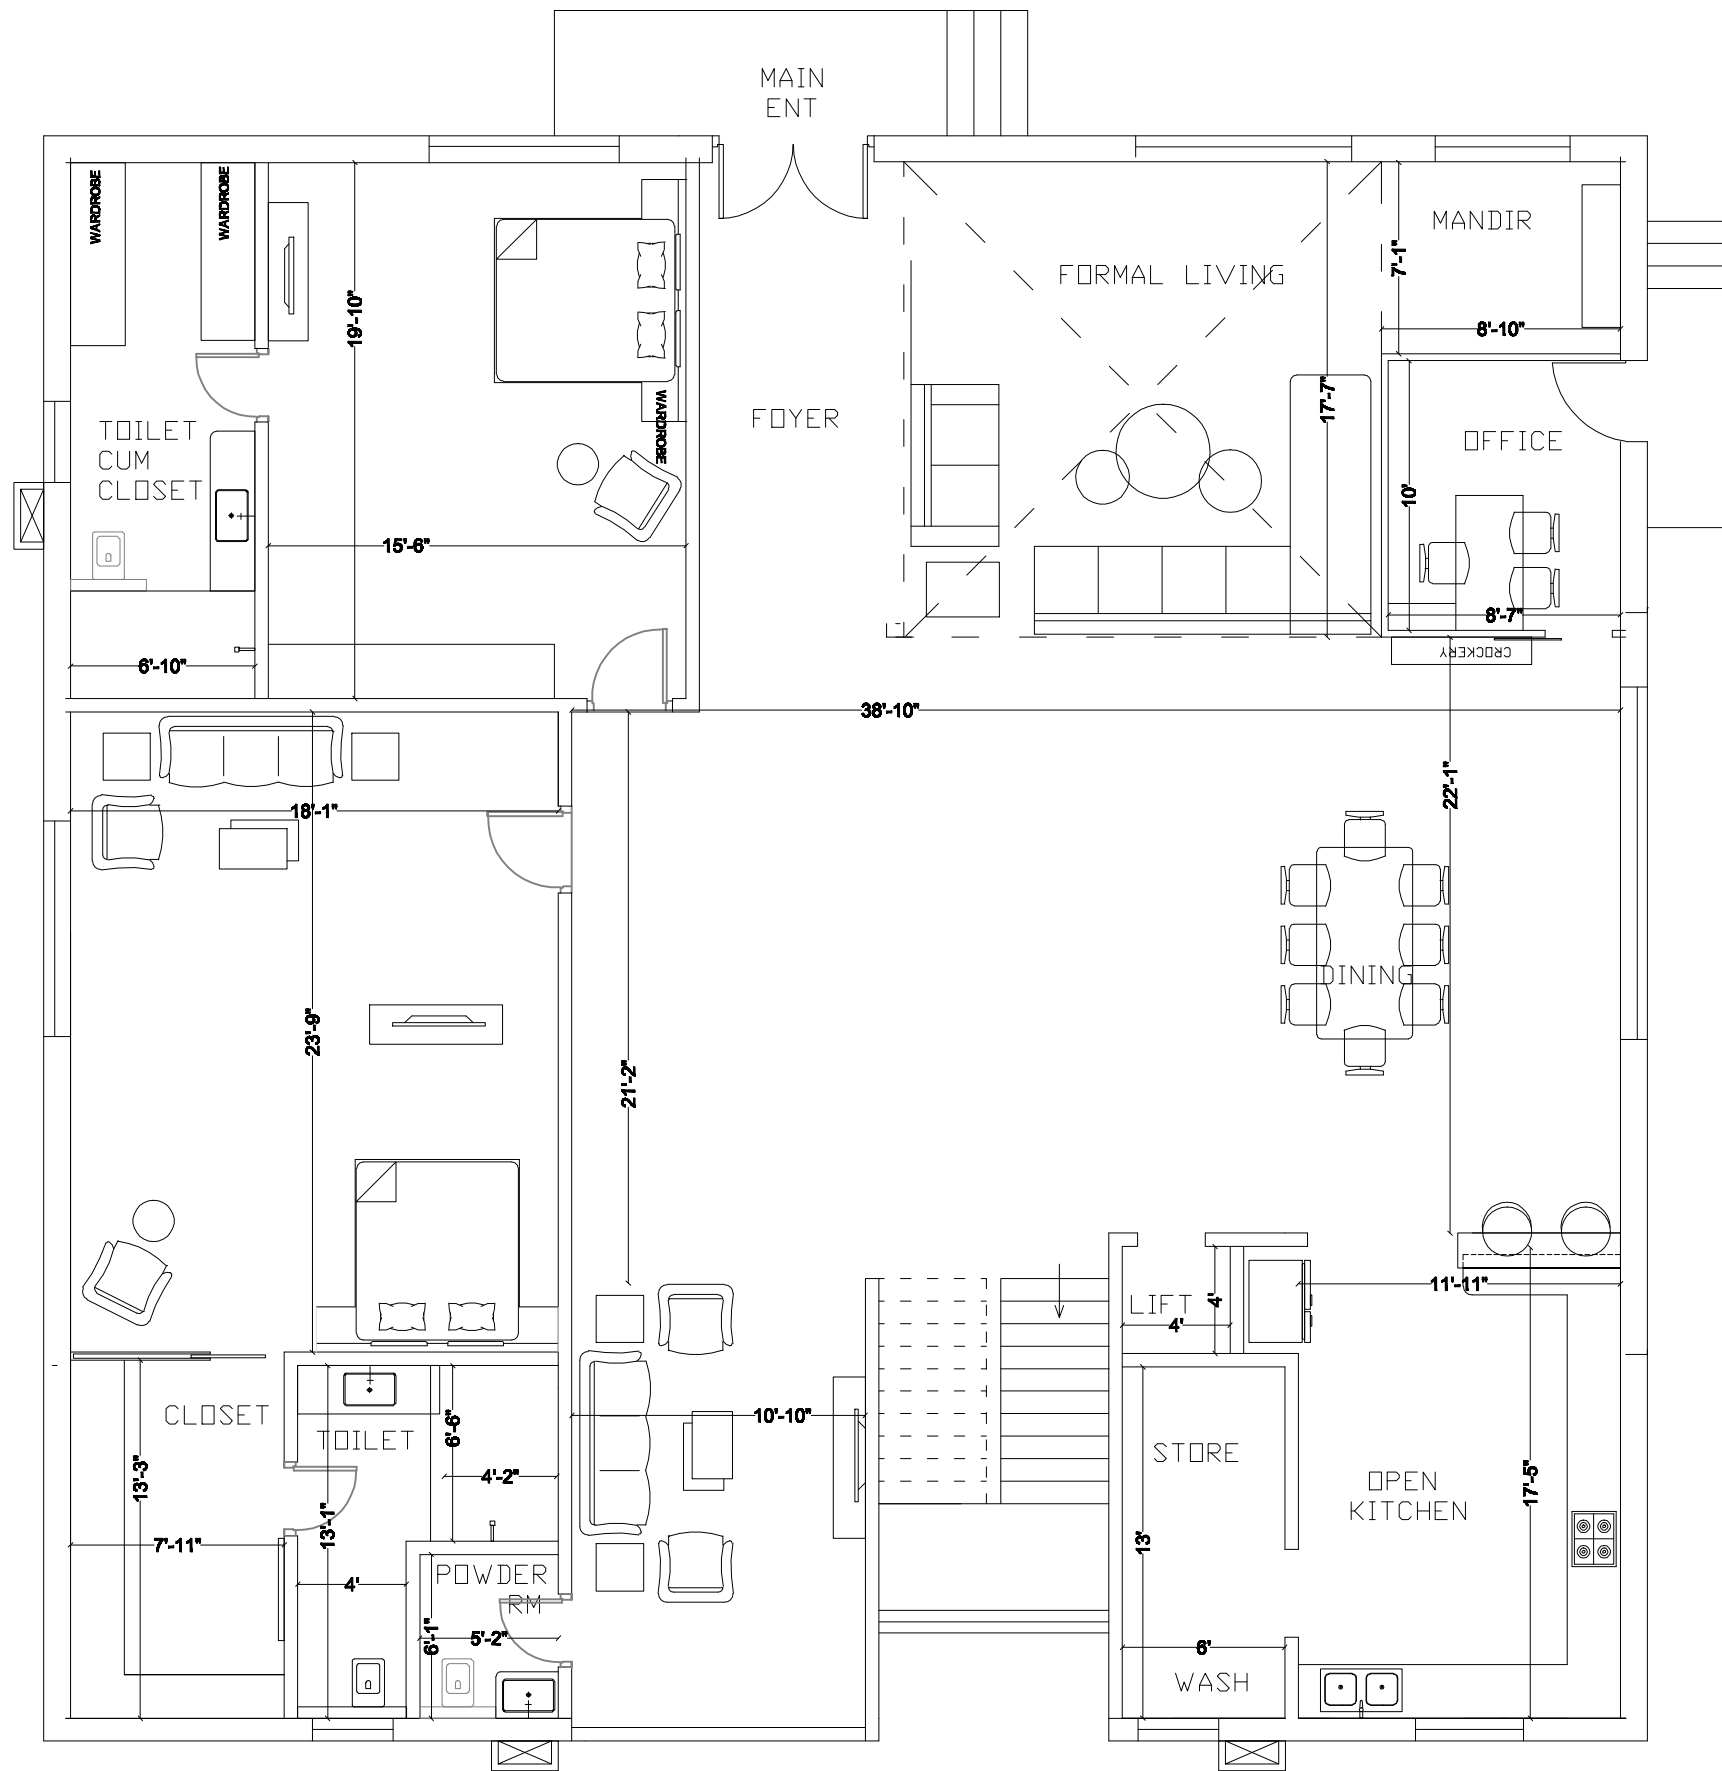 MAIN
ENT
WARDROBE
WARDROBE
MANDIR
FORMAL LIVING
7'-1"
19'-10"
8'-10"
17'-7"
FOYER
WARDROBE
TOILET
CUM
CLOSET
OFFICE
10'
15'-6"
8'-7"
CROCKERY
6'-10"
38'-10"
22'-1"
18'-1"
DINING
23'-9"
21'-2"
11'-11"
LIFT
4'
4'
CLOSET
TOILET
6'-6"
10'-10"
STORE
4'-2"
13'-3"
OPEN
KITCHEN
17'-5"
13'-1"
13'
7'-11"
POWDER
RM
4'
6'-1"
5'-2"
6'
WASH